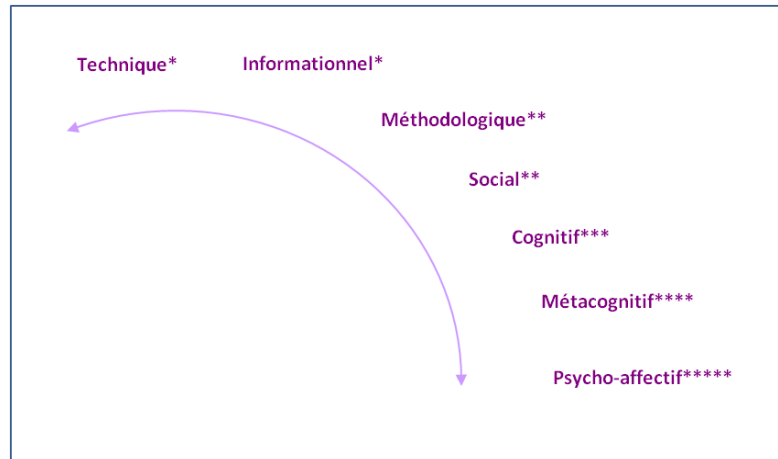 Technique* Informationnel*
Méthodologique**
Social**
Cognitif***
Métacognitif****
Psycho-affectif*****